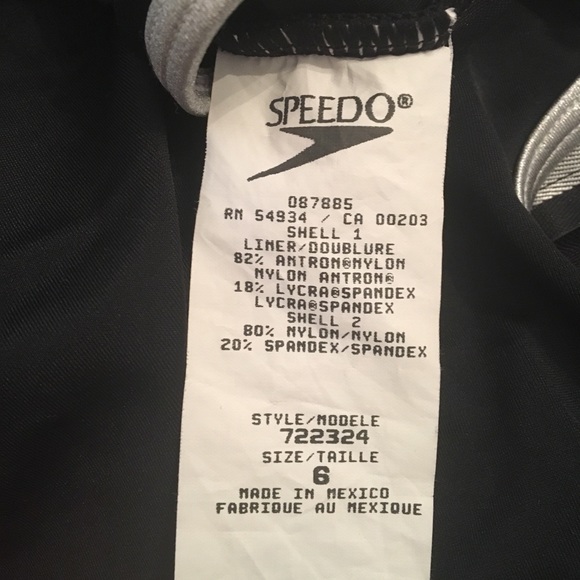 SPEEDO®
087885
RN 54934 / CA 00203
SHELL 1
LINER/DOUBLURE
82% ANTRON®NYLON
NYLON ANTRON®
18% LYCRA®SPANDEX
LYCRA®SPANDEX
SHELL 2
80% NYLON/NYLON
20% SPANDEX/SPANDEX
STYLE/MODELE
722324
SIZE/TAILLE
6
MADE IN MEXICO
FABRIQUE AU MEXIQUE